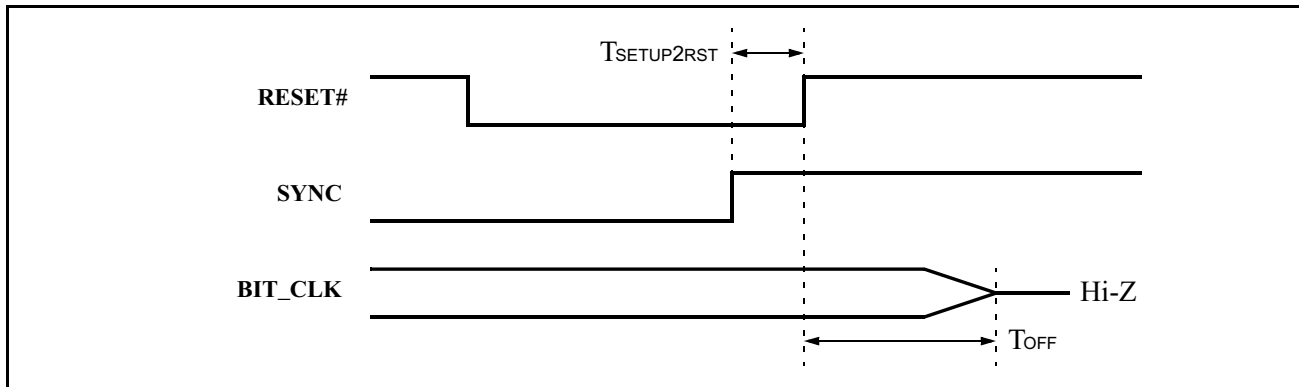 TSETUP2RST
RESET#
SYNC
BIT_CLK
Hi-Z
TOFF